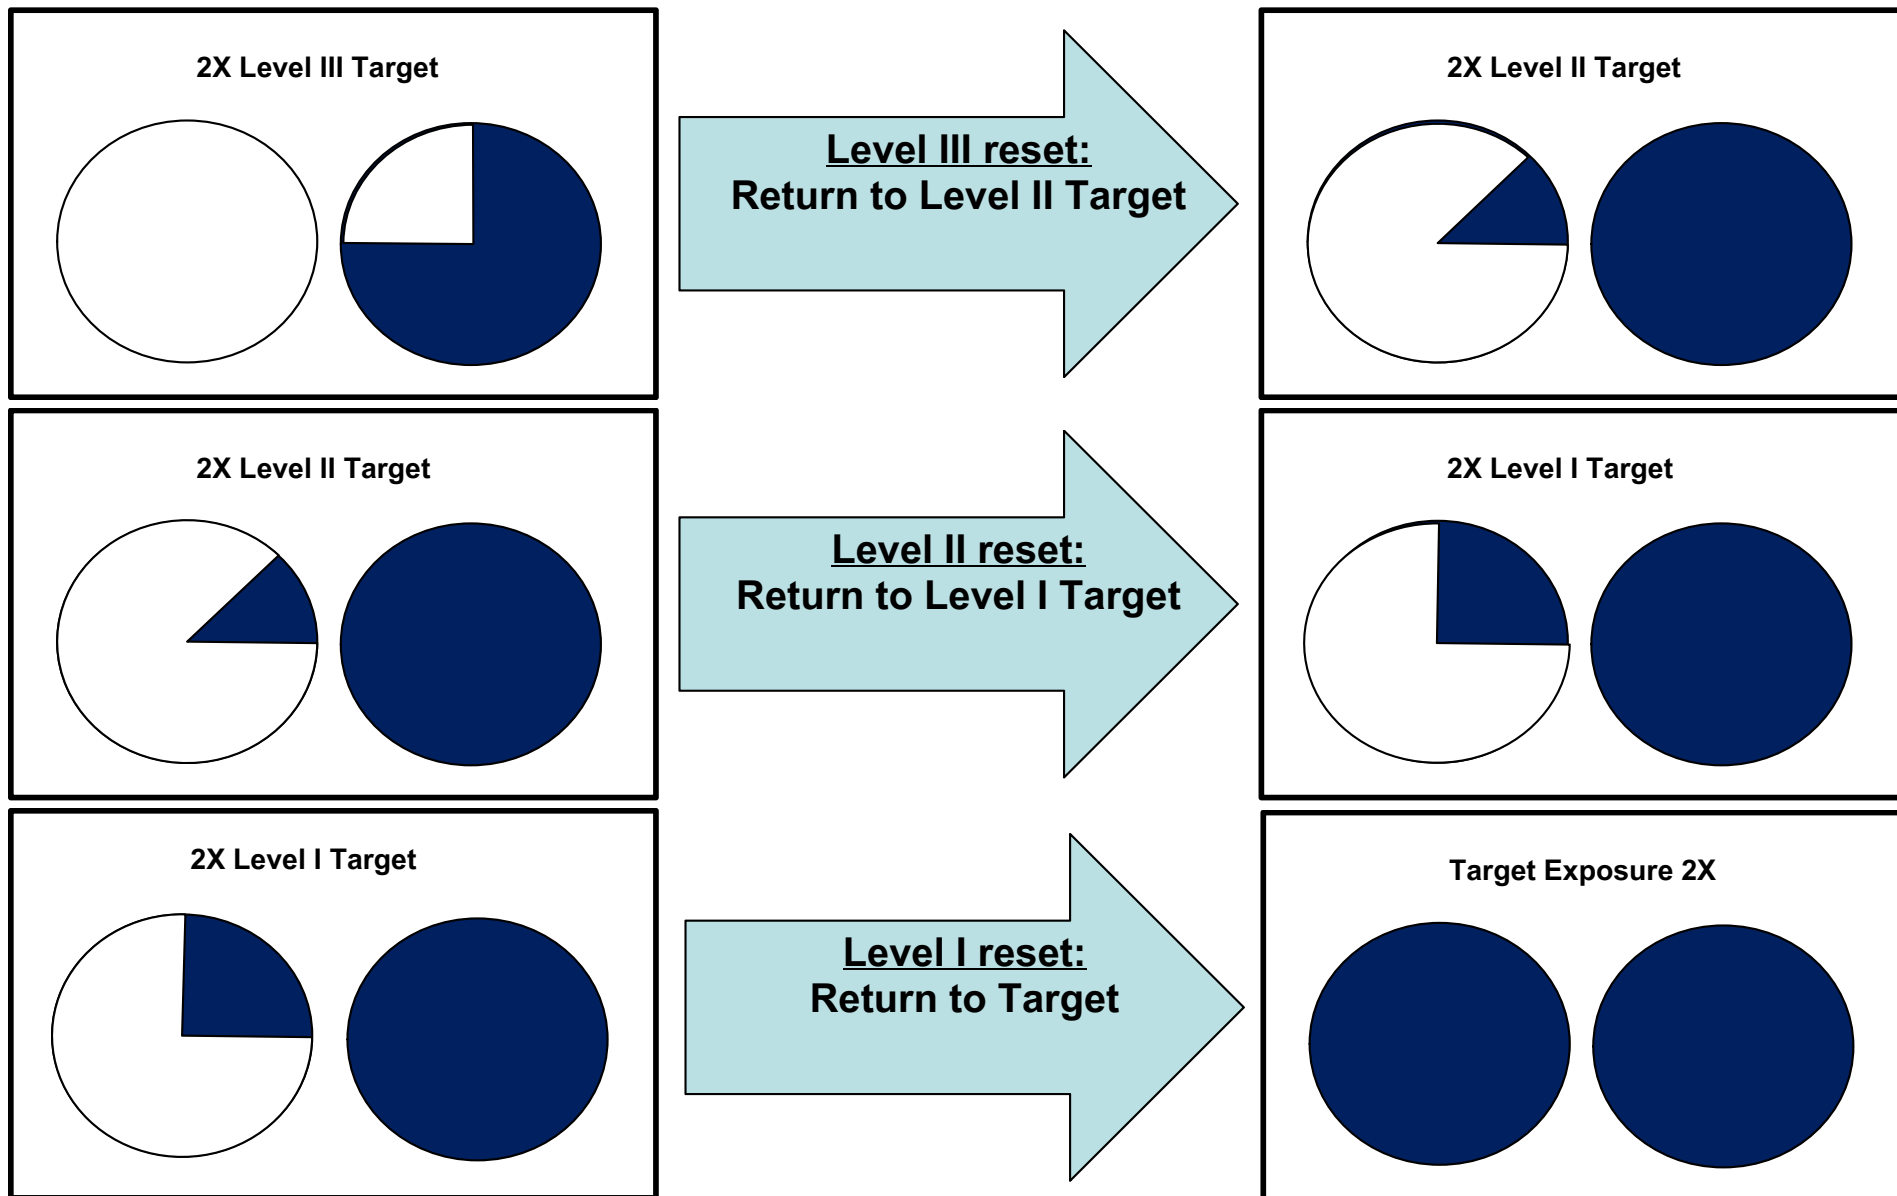 2X Level III Target
Level III reset:
Return to Level II Target
2X Level II Target
2X Level II Target
Level II reset:
Return to Level I Target
2X Level I Target
2X Level I Target
Level I reset:
Return to Target
Target Exposure 2X